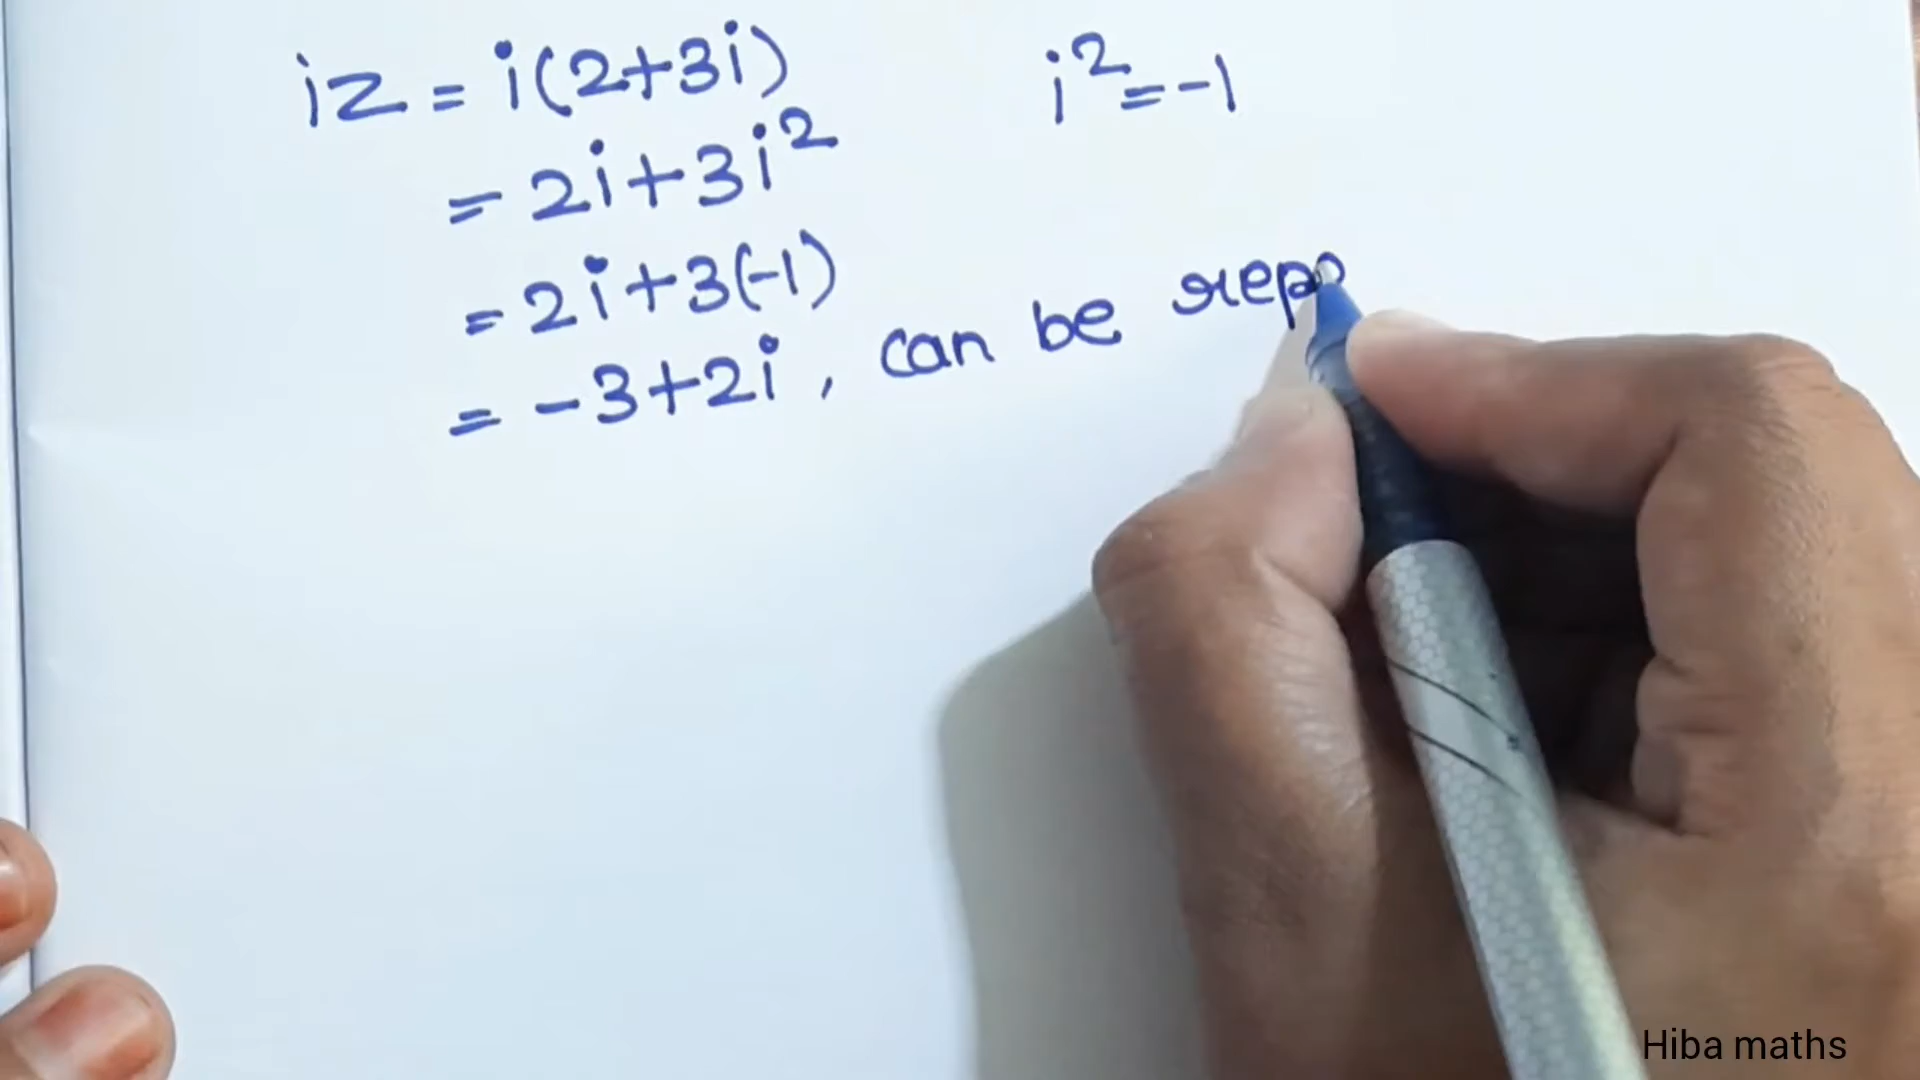 iz = i(2+3i) i² = -1
= 2i+3i²
= 2i+3(-1)
= -3+2i , can be
Hiba maths